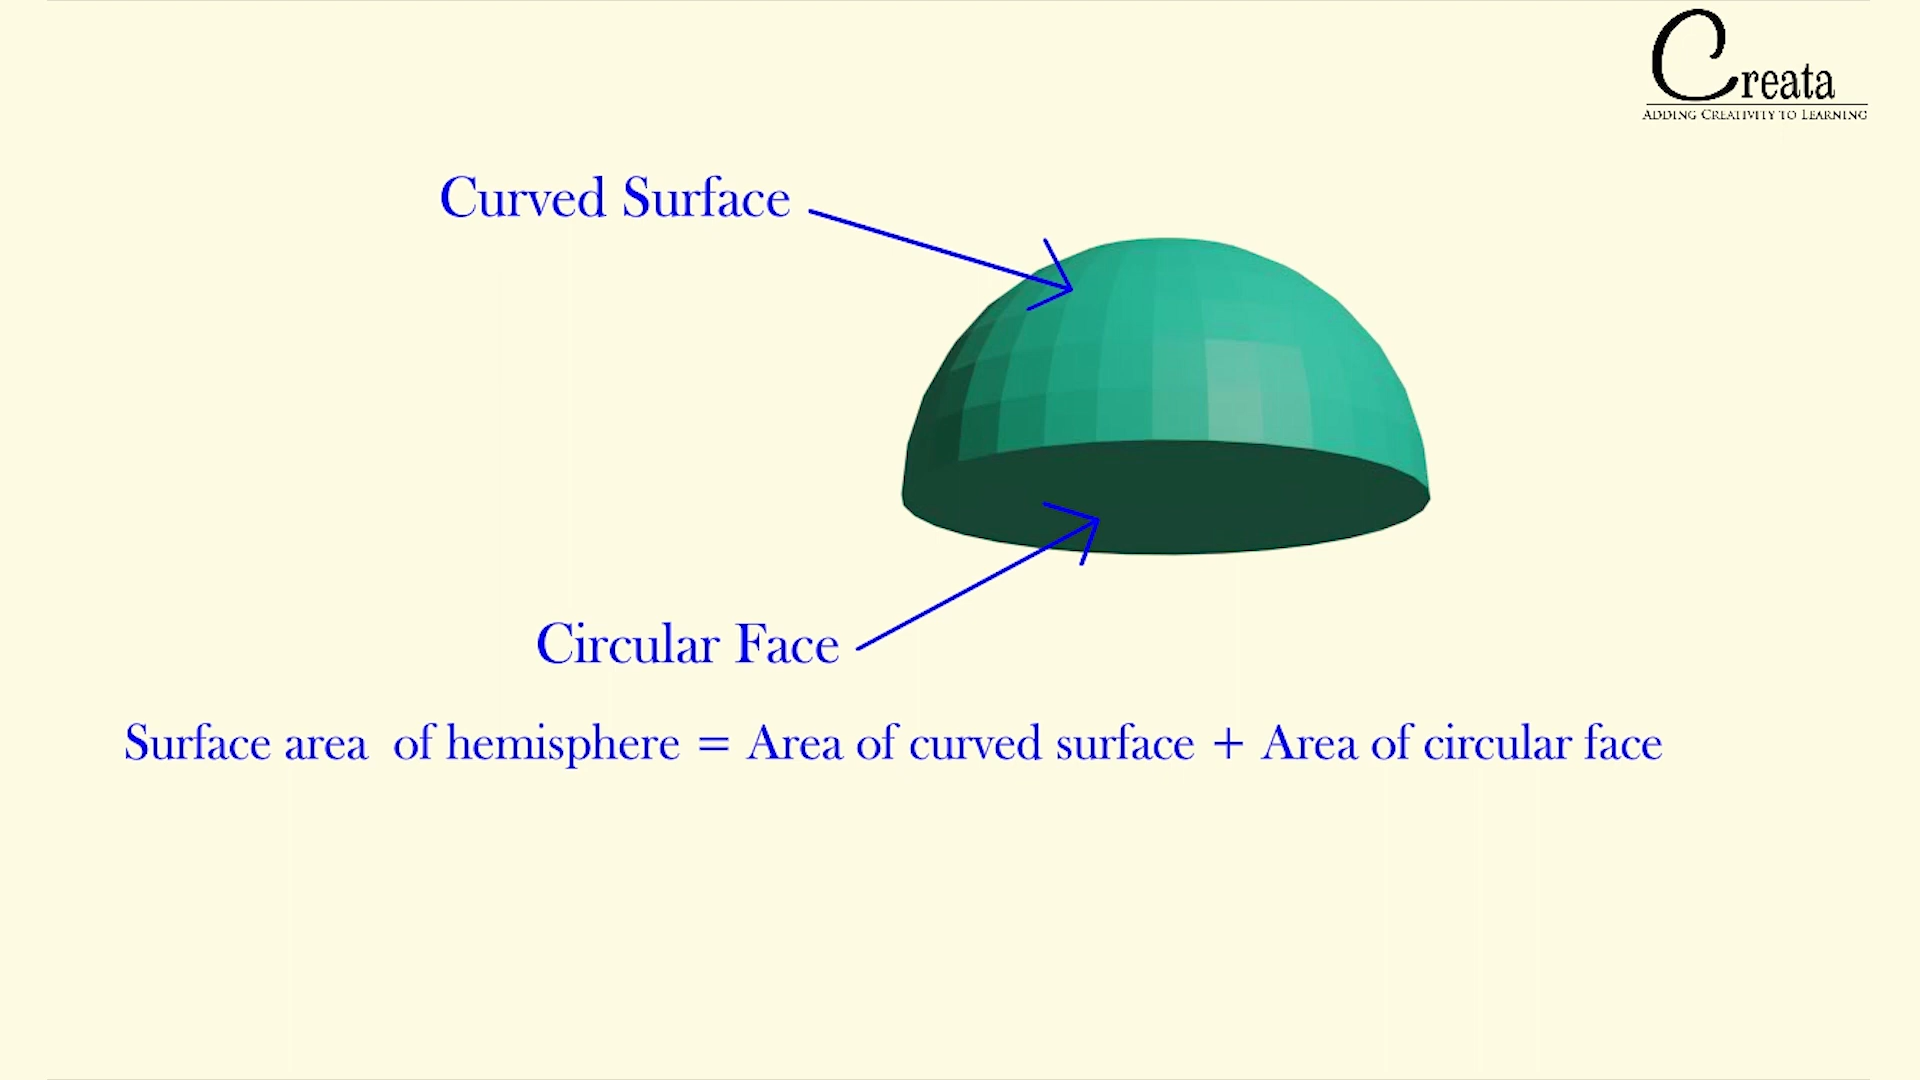 Creata
Adding Creativity to Learning
Curved Surface
Circular Face
Surface area of hemisphere = Area of curved surface + Area of circular face